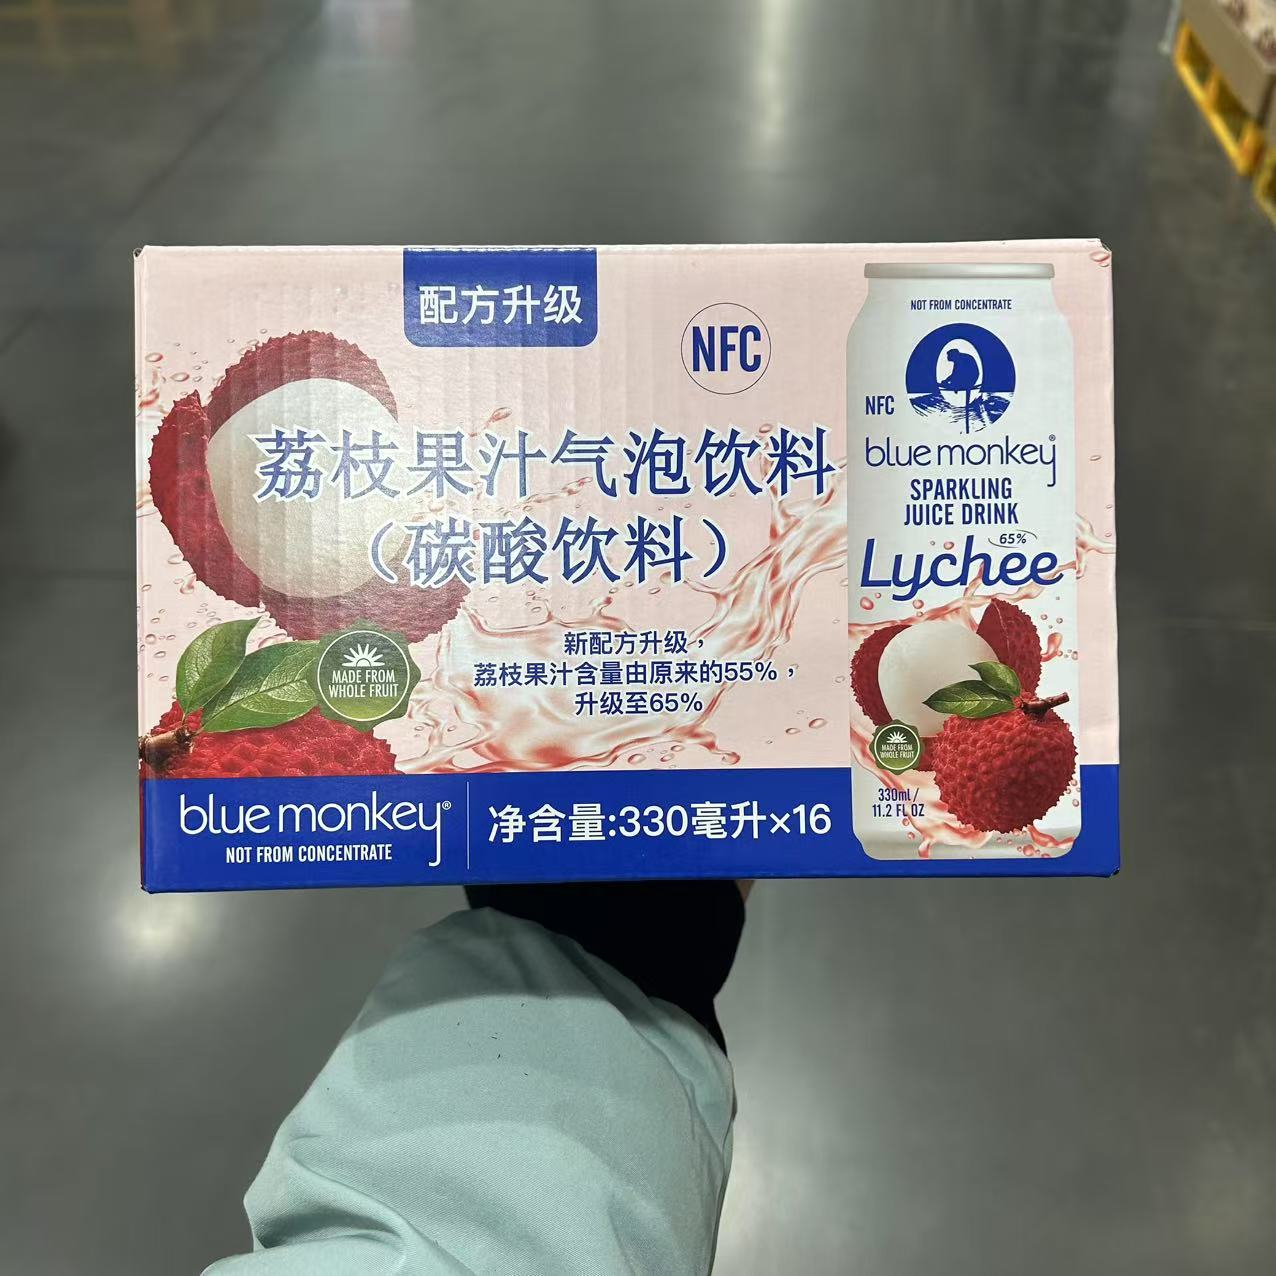 配方升级
NFC
荔枝果汁气泡饮料
（碳酸饮料）
新配方升级，
荔枝果汁含量由原来的55%，
升级至65%
MADE FROM
WHOLE FRUIT
blue monkey®
NOT FROM CONCENTRATE
净含量:330毫升×16
NOT FROM CONCENTRATE
NFC
blue monkey®
SPARKLING
JUICE DRINK
65%
Lychee
MADE FROM
WHOLE FRUIT
330ml /
11.2 FL OZ